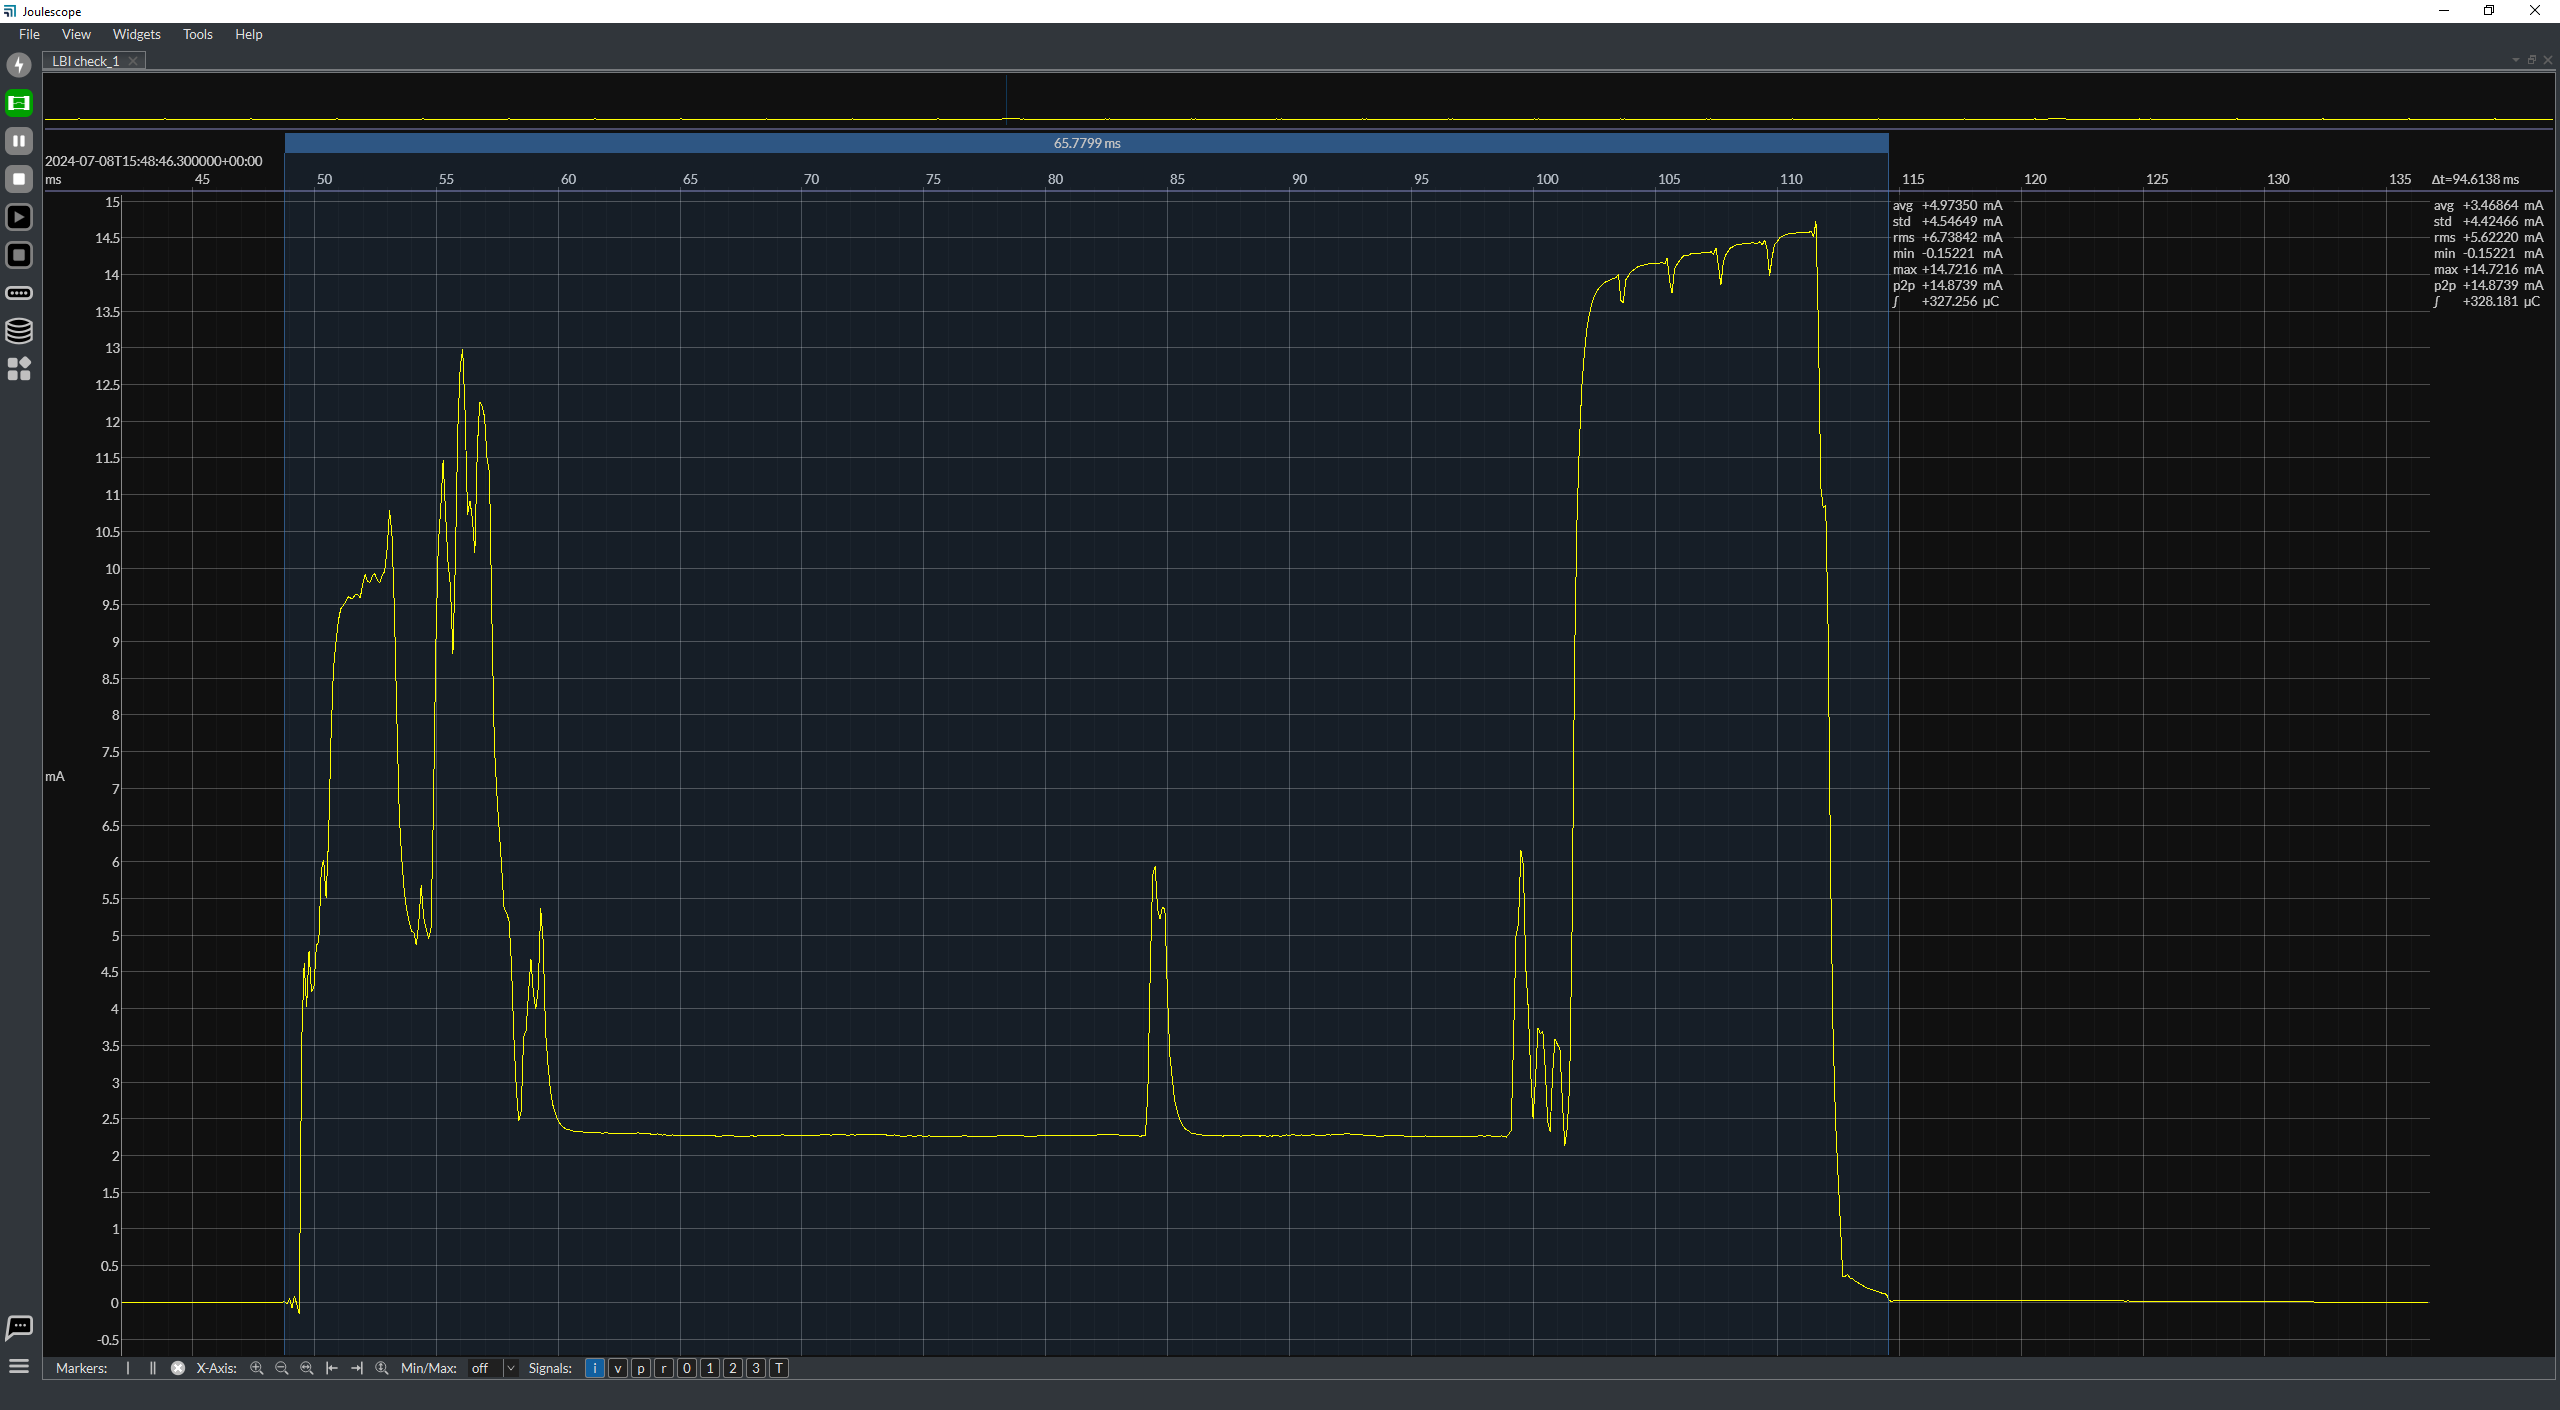 Joulescope
File View Widgets Tools Help
LBI check_1
65.7799 ms
2024-07-08T15:48:46.300000+00:00
ms 45 50 55 60 65 70 75 80 85 90 95 100 105 110 115 120 125 130 135 Δt=94.6138 ms
avg +4.97350 mA
std +4.54649 mA
rms +6.73842 mA
min -0.15221 mA
max +14.7216 mA
p2p +14.8739 mA
∫ +327.256 µC
avg +3.46864 mA
std +4.42466 mA
rms +5.62220 mA
min -0.15221 mA
max +14.7216 mA
p2p +14.8739 mA
∫ +328.181 µC
15
14.5
14
13.5
13
12.5
12
11.5
11
10.5
10
9.5
9
8.5
8
7.5
mA
7
6.5
6
5.5
5
4.5
4
3.5
3
2.5
2
1.5
1
0.5
0
-0.5
Markers: X-Axis: Min/Max: off Signals: i v p r 0 1 2 3 T